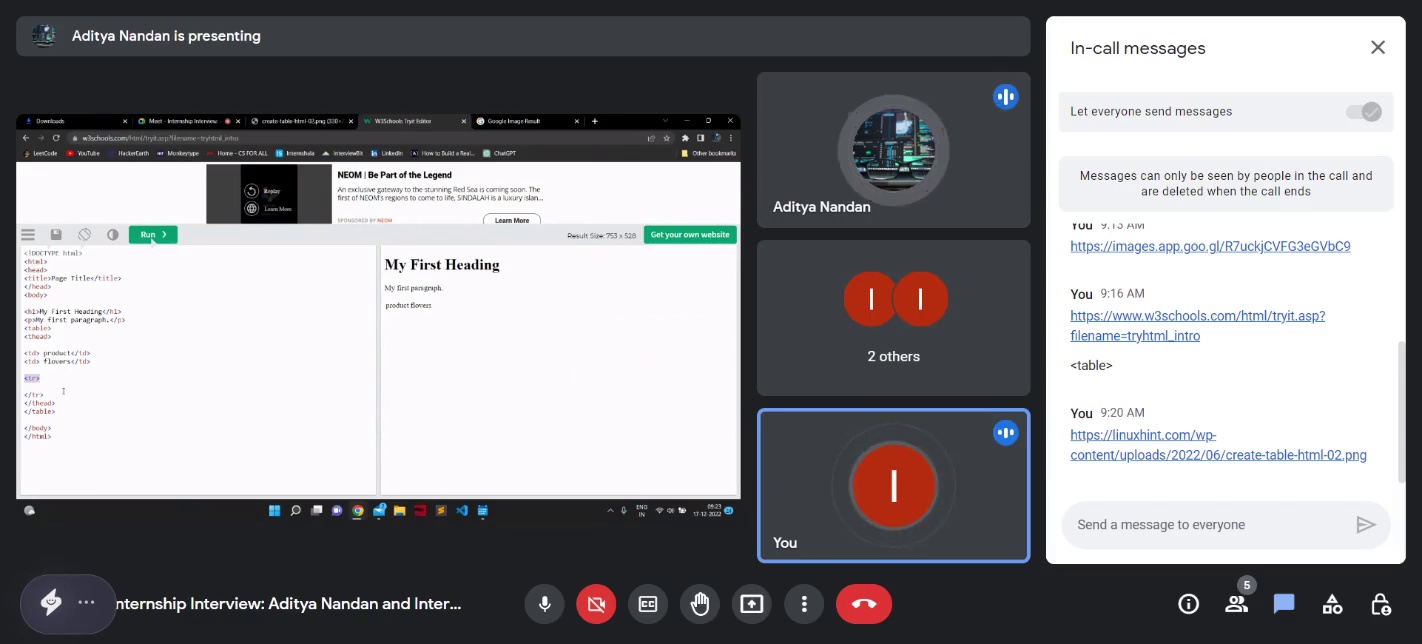 Aditya Nandan is presenting
Downloads
Meet - Internship Interview
create-table-html-02.png (330×
W3Schools Tryit Editor
Google Image Result
w3schools.com/html/tryit.asp?filename=tryhtml_intro
LeetCode
YouTube
HackerEarth
Monkeytype
Home - CS FOR ALL
Internshala
InterviewBit
LinkedIn
How to Build a Real...
ChatGPT
Other bookmarks
Replay
Learn More
NEOM | Be Part of the Legend
An exclusive gateway to the stunning Red Sea is coming soon. The
first of NEOM's regions to come to life, SINDALAH is a luxury islan...
SPONSORED BY NEOM
Learn More
Run
Result Size: 753 x 528
Get your own website
<!DOCTYPE html>
<html>
<head>
<title>Page Title</title>
</head>
<body>
<h1>My First Heading</h1>
<p>My first paragraph.</p>
<table>
<thead>
<td> product</td>
<td> flovers</td>
<tr>
</tr>
</thead>
</table>
</body>
</html>
My First Heading
My first paragraph.
product flovers
ENG
IN
09:23
17-12-2022
Aditya Nandan
I
I
2 others
I
You
In-call messages
Let everyone send messages
Messages can only be seen by people in the call and
are deleted when the call ends
You 9:13 AM
https://images.app.goo.gl/R7uckjCVFG3eGVbC9
You 9:16 AM
https://www.w3schools.com/html/tryit.asp?
filename=tryhtml_intro
<table>
You 9:20 AM
https://linuxhint.com/wp-
content/uploads/2022/06/create-table-html-02.png
Send a message to everyone
nternship Interview: Aditya Nandan and Inter...
CC
5